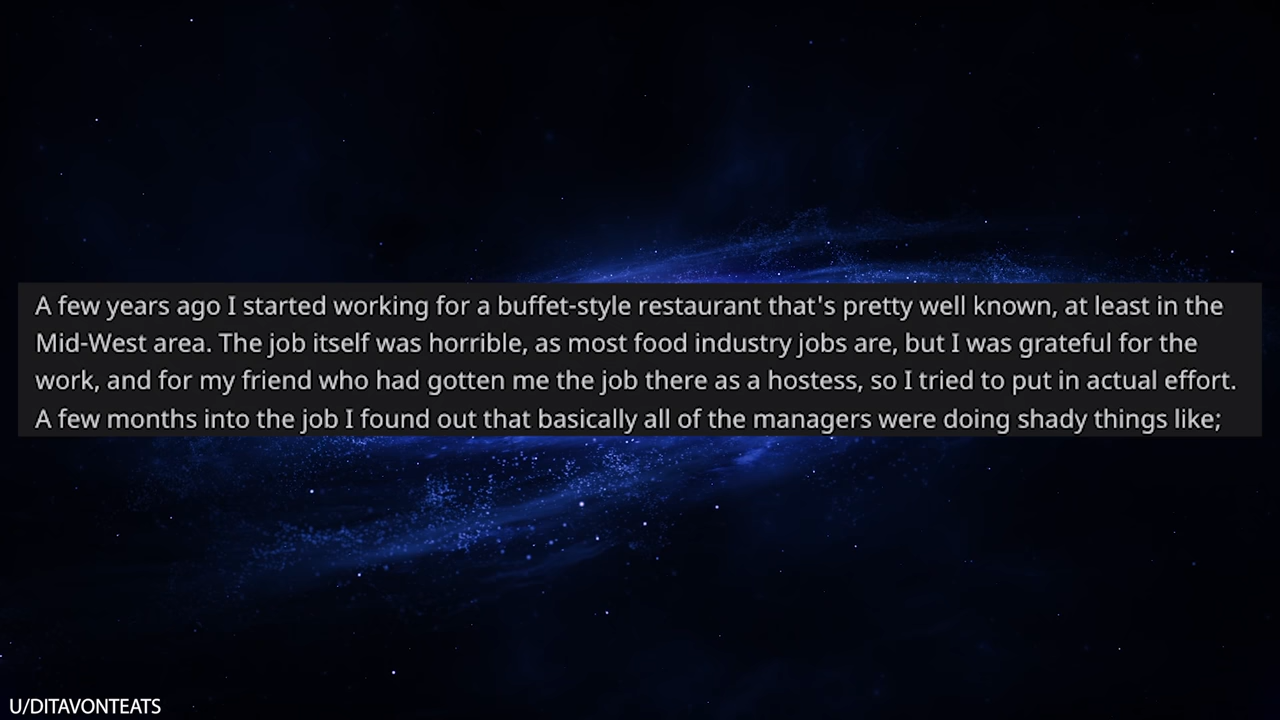 A few years ago I started working for a buffet-style restaurant that's pretty well known, at least in the
Mid-West area. The job itself was horrible, as most food industry jobs are, but I was grateful for the
work, and for my friend who had gotten me the job there as a hostess, so I tried to put in actual effort.
A few months into the job I found out that basically all of the managers were doing shady things like;
U/DITAVONTEATS